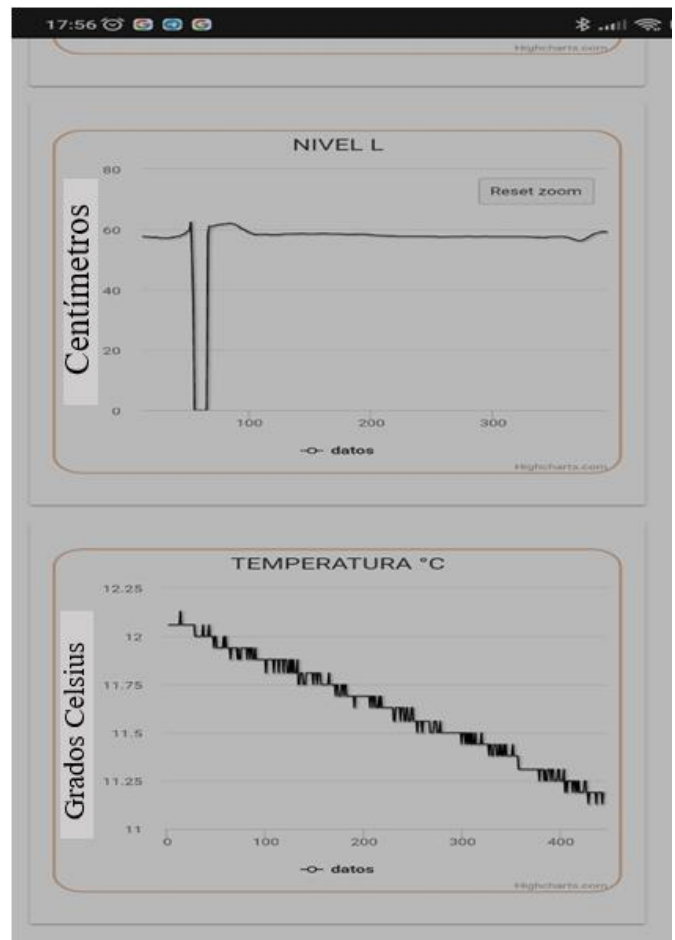 17:56
Highcharts.com
NIVEL L
Reset zoom
Centímetros
80
60
40
20
0
100 200 300
datos
Highcharts.com
TEMPERATURA °C
Grados Celsius
12.25
12
11.75
11.5
11.25
11
0 100 200 300 400
datos
Highcharts.com